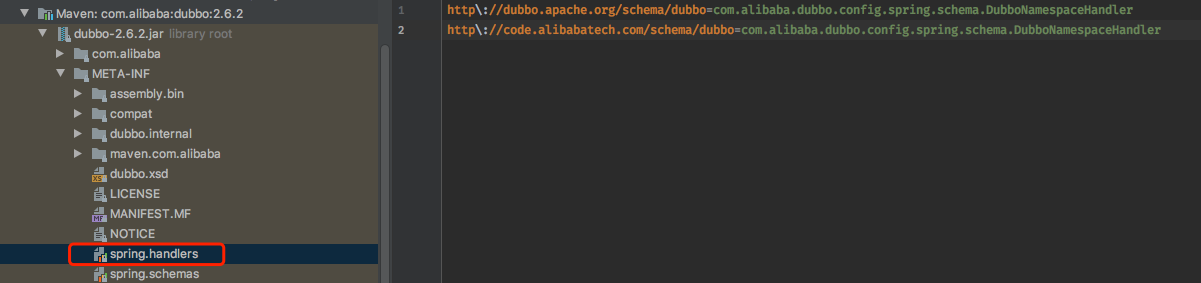 Maven: com.alibaba:dubbo:2.6.2
dubbo-2.6.2.jar library root
com.alibaba
META-INF
assembly.bin
compat
dubbo.internal
maven.com.alibaba
dubbo.xsd
LICENSE
MANIFEST.MF
NOTICE
spring.handlers
spring.schemas
1 http\://dubbo.apache.org/schema/dubbo=com.alibaba.dubbo.config.spring.schema.DubboNamespaceHandler
2 http\://code.alibabatech.com/schema/dubbo=com.alibaba.dubbo.config.spring.schema.DubboNamespaceHandler